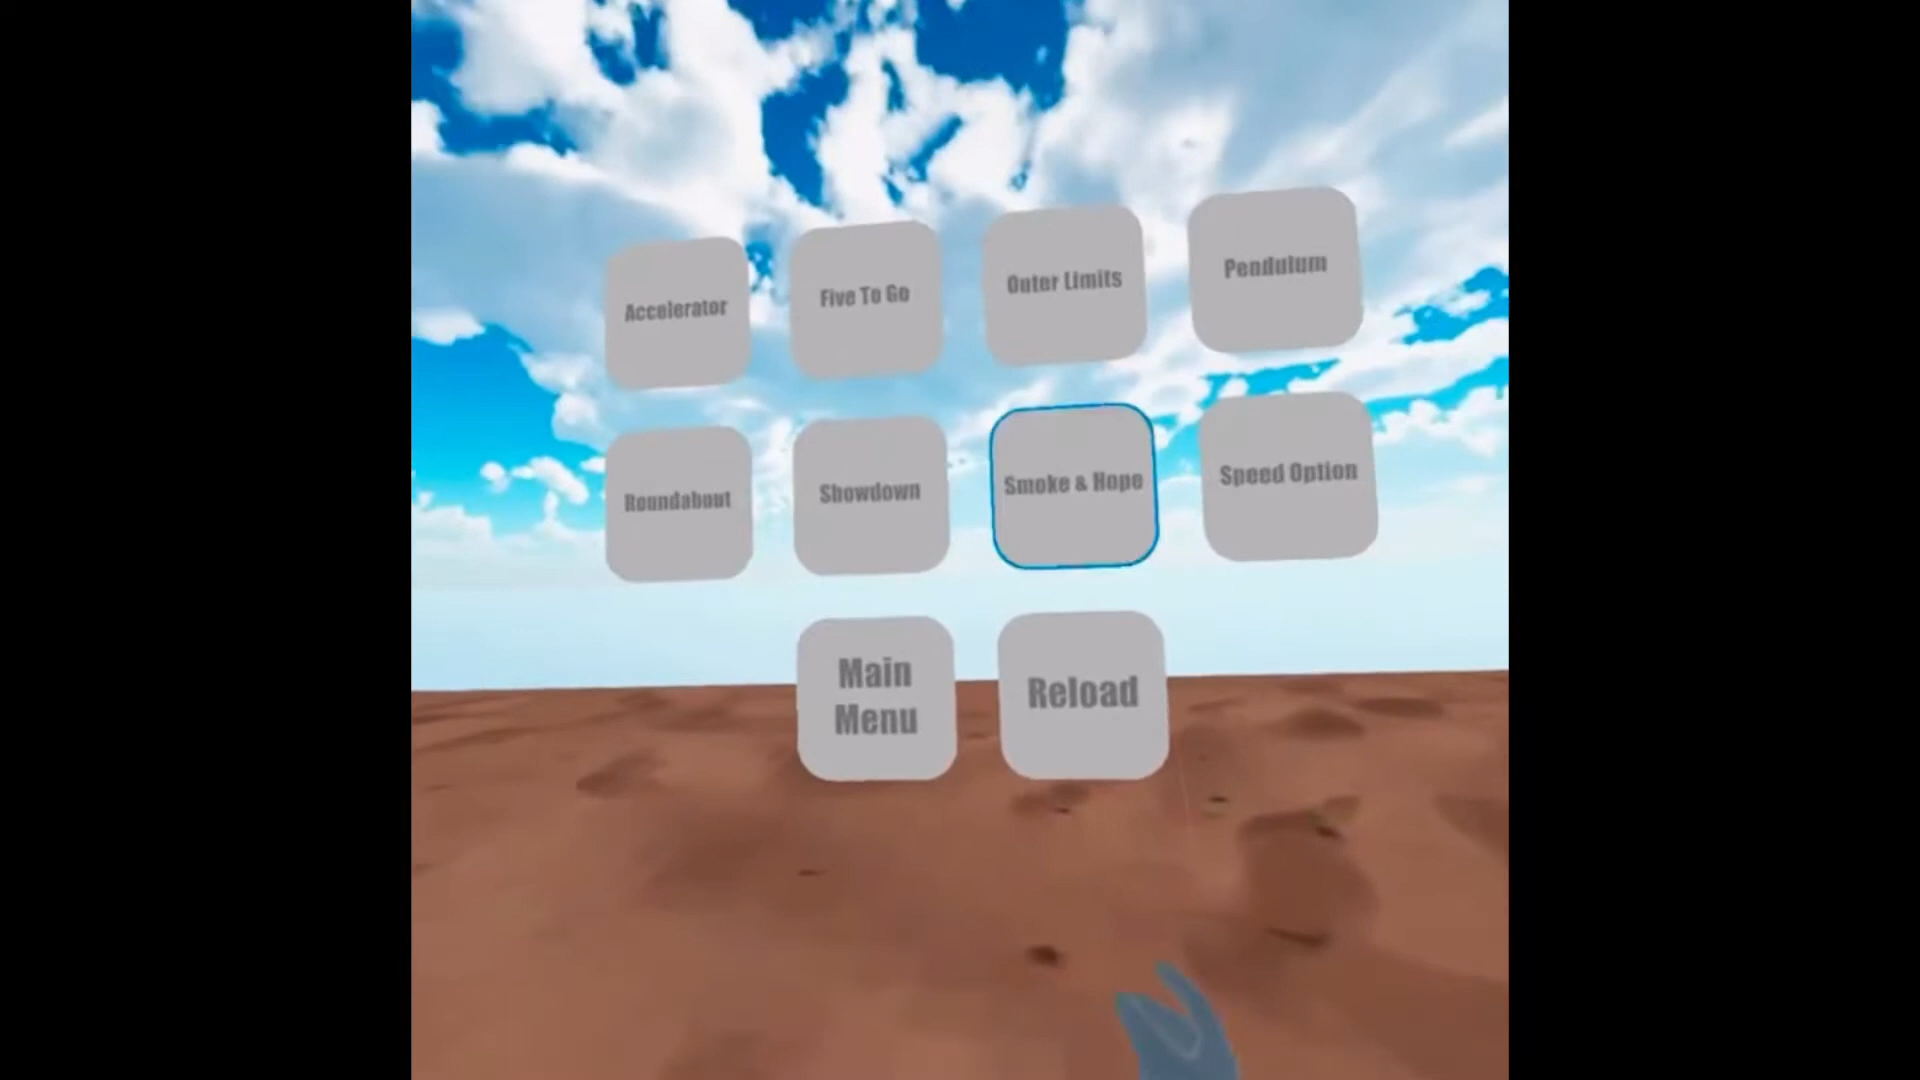 Accelerator
Five To Go
Outer Limits
Pendulum
Roundabout
Showdown
Smoke & Hope
Speed Option
Main
Menu
Reload